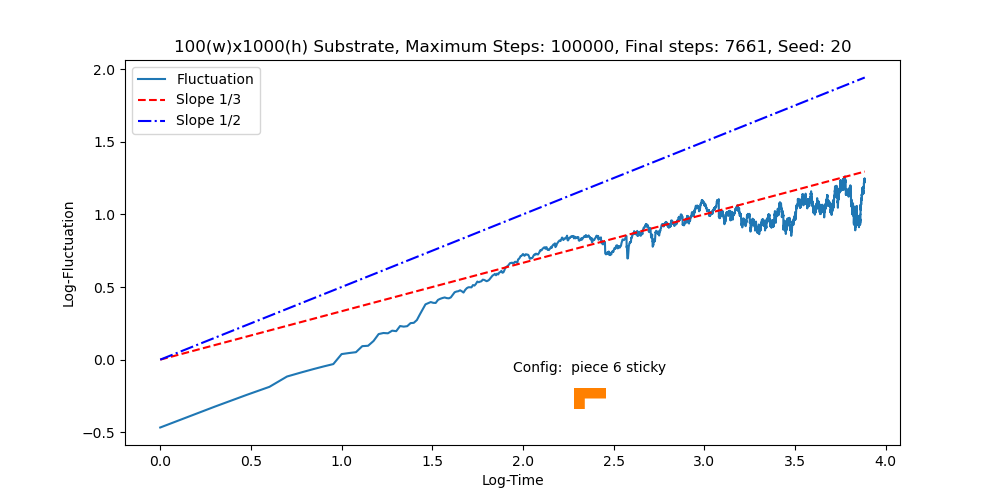 100(w)x1000(h) Substrate, Maximum Steps: 100000, Final steps: 7661, Seed: 20
Fluctuation
Slope 1/3
Slope 1/2
2.0
1.5
1.0
0.5
0.0
−0.5
Log-Fluctuation
Config:  piece 6 sticky
0.0 0.5 1.0 1.5 2.0 2.5 3.0 3.5 4.0
Log-Time